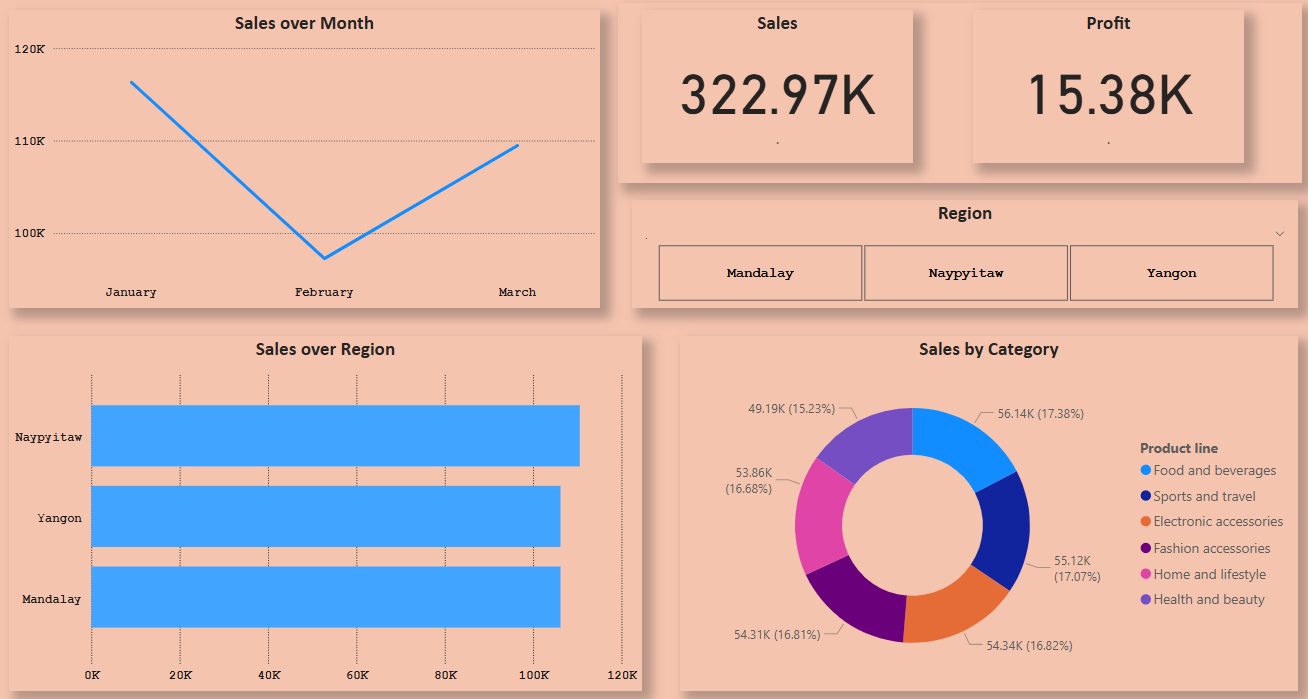 Sales over Month
120K
110K
100K
January February March
Sales
322.97K
.
Profit
15.38K
.
Region
Mandalay Naypyitaw Yangon
Sales over Region
Naypyitaw
Yangon
Mandalay
0K 20K 40K 60K 80K 100K 120K
Sales by Category
49.19K (15.23%)
56.14K (17.38%)
53.86K
(16.68%)
55.12K
(17.07%)
54.31K (16.81%)
54.34K (16.82%)
Product line
Food and beverages
Sports and travel
Electronic accessories
Fashion accessories
Home and lifestyle
Health and beauty